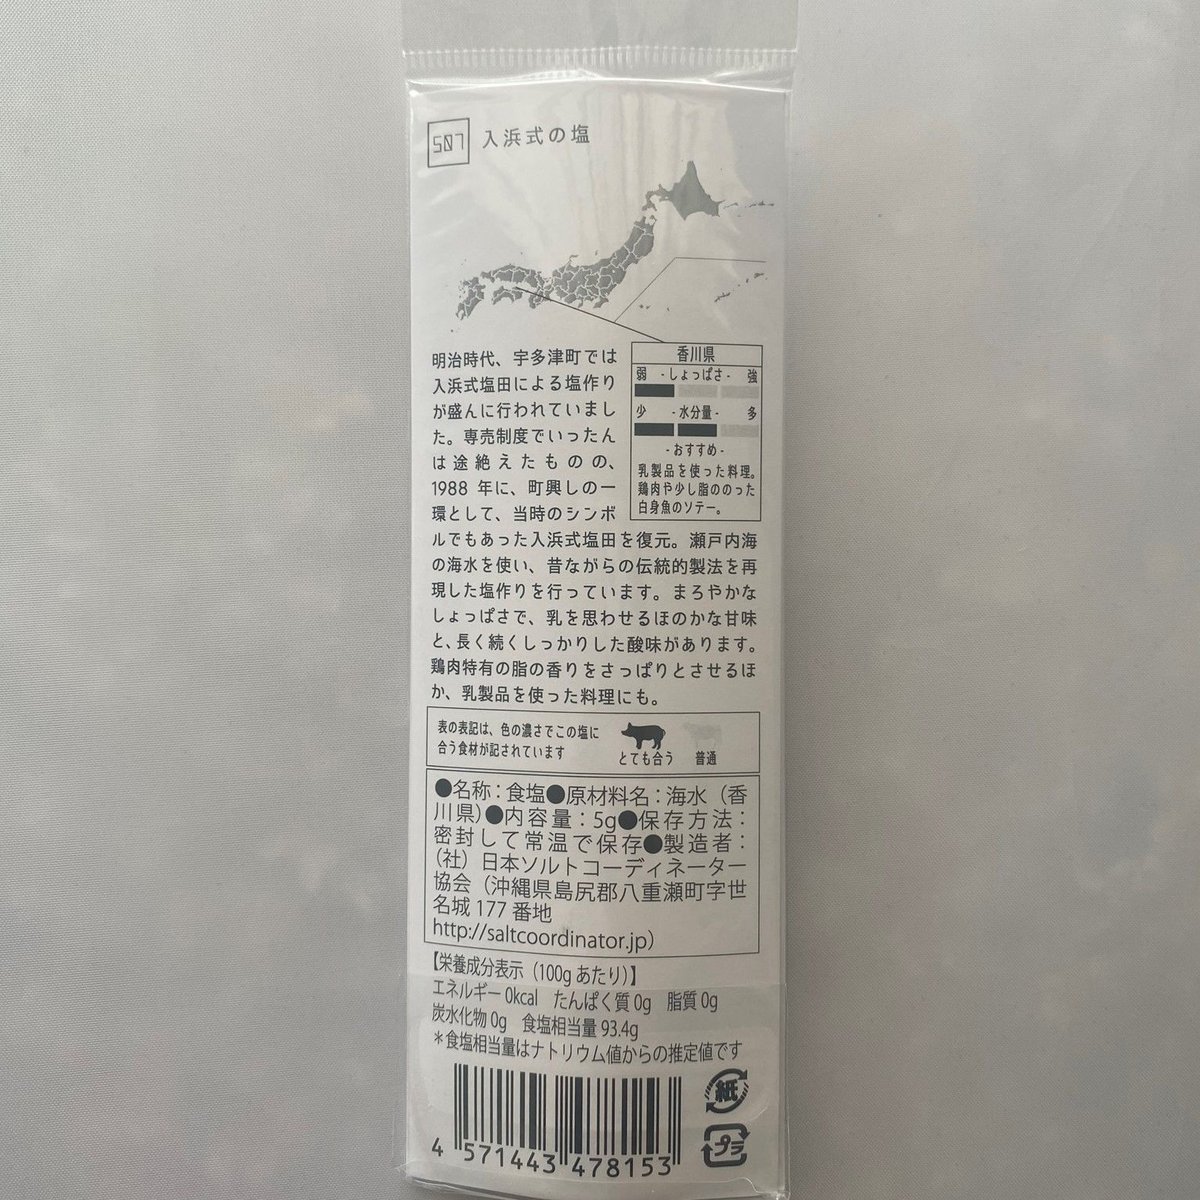 507 入浜式の塩
明治時代、宇多津町では
入浜式塩田による塩作り
が盛んに行われていまし
た。専売制度でいったん
は途絶えたものの、
1988 年に、町興しの一
環として、当時のシンボ
ルでもあった入浜式塩田を復元。瀬戸内海
の海水を使い、昔ながらの伝統的製法を再
現した塩作りを行っています。まろやかな
しょっぱさで、乳を思わせるほのかな甘味
と、長く続くしっかりした酸味があります。
鶏肉特有の脂の香りをさっぱりとさせるほ
か、乳製品を使った料理にも。
香川県
弱 -しょっぱさ- 強
少 -水分量- 多
-おすすめ-
乳製品を使った料理。
鶏肉や少し脂ののった
白身魚のソテー。
表の表記は、色の濃さでこの塩に
合う食材が記されています
とても合う 普通
●名称：食塩●原材料名：海水（香
川県）●内容量：5g●保存方法：
密封して常温で保存●製造者：
（社）日本ソルトコーディネーター
協会（沖縄県島尻郡八重瀬町字世
名城 177 番地
http://saltcoordinator.jp）
【栄養成分表示（100g あたり）】
エネルギー 0kcal たんぱく質 0g 脂質 0g
炭水化物 0g 食塩相当量 93.4g
＊食塩相当量はナトリウム値からの推定値です
紙
プラ
4 571443 478153